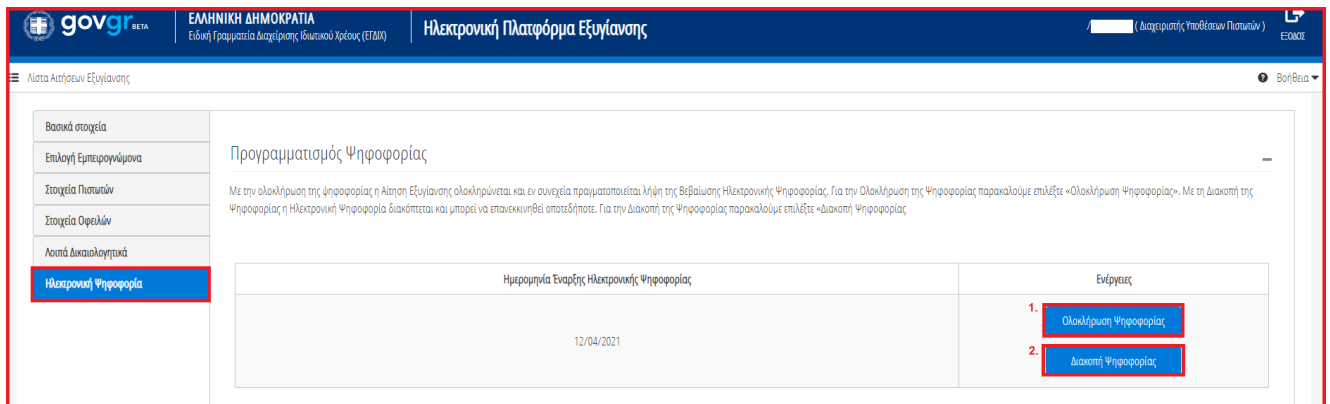 govgr BETA
ΕΛΛΗΝΙΚΗ ΔΗΜΟΚΡΑΤΙΑ
Ειδική Γραμματεία Διαχείρισης Ιδιωτικού Χρέους (ΕΓΔΙΧ)
Ηλεκτρονική Πλατφόρμα Εξυγίανσης
/ ( Διαχειριστής Υποθέσεων Πιστωτών )
ΕΞΟΔΟΣ
Λίστα Αιτήσεων Εξυγίανσης
Βοήθεια
Βασικά στοιχεία
Επιλογή Εμπειρογνώμονα
Στοιχεία Πιστωτών
Στοιχεία Οφειλών
Λοιπά Δικαιολογητικά
Ηλεκτρονική Ψηφοφορία
Προγραμματισμός Ψηφοφορίας
Με την ολοκλήρωση της ψηφοφορίας η Αίτηση Εξυγίανσης ολοκληρώνεται και εν συνεχεία πραγματοποιείται λήψη της Βεβαίωσης Ηλεκτρονικής Ψηφοφορίας. Για την Ολοκλήρωση της Ψηφοφορίας παρακαλούμε επιλέξτε «Ολοκλήρωση Ψηφοφορίας». Με τη Διακοπή της
Ψηφοφορίας η Ηλεκτρονική Ψηφοφορία διακόπτεται και μπορεί να επανεκκινηθεί οποτεδήποτε. Για την Διακοπή της Ψηφοφορίας παρακαλούμε επιλέξτε «Διακοπή Ψηφοφορίας
Ημερομηνία Έναρξης Ηλεκτρονικής Ψηφοφορίας
Ενέργειες
12/04/2021
1. Ολοκλήρωση Ψηφοφορίας
2. Διακοπή Ψηφοφορίας